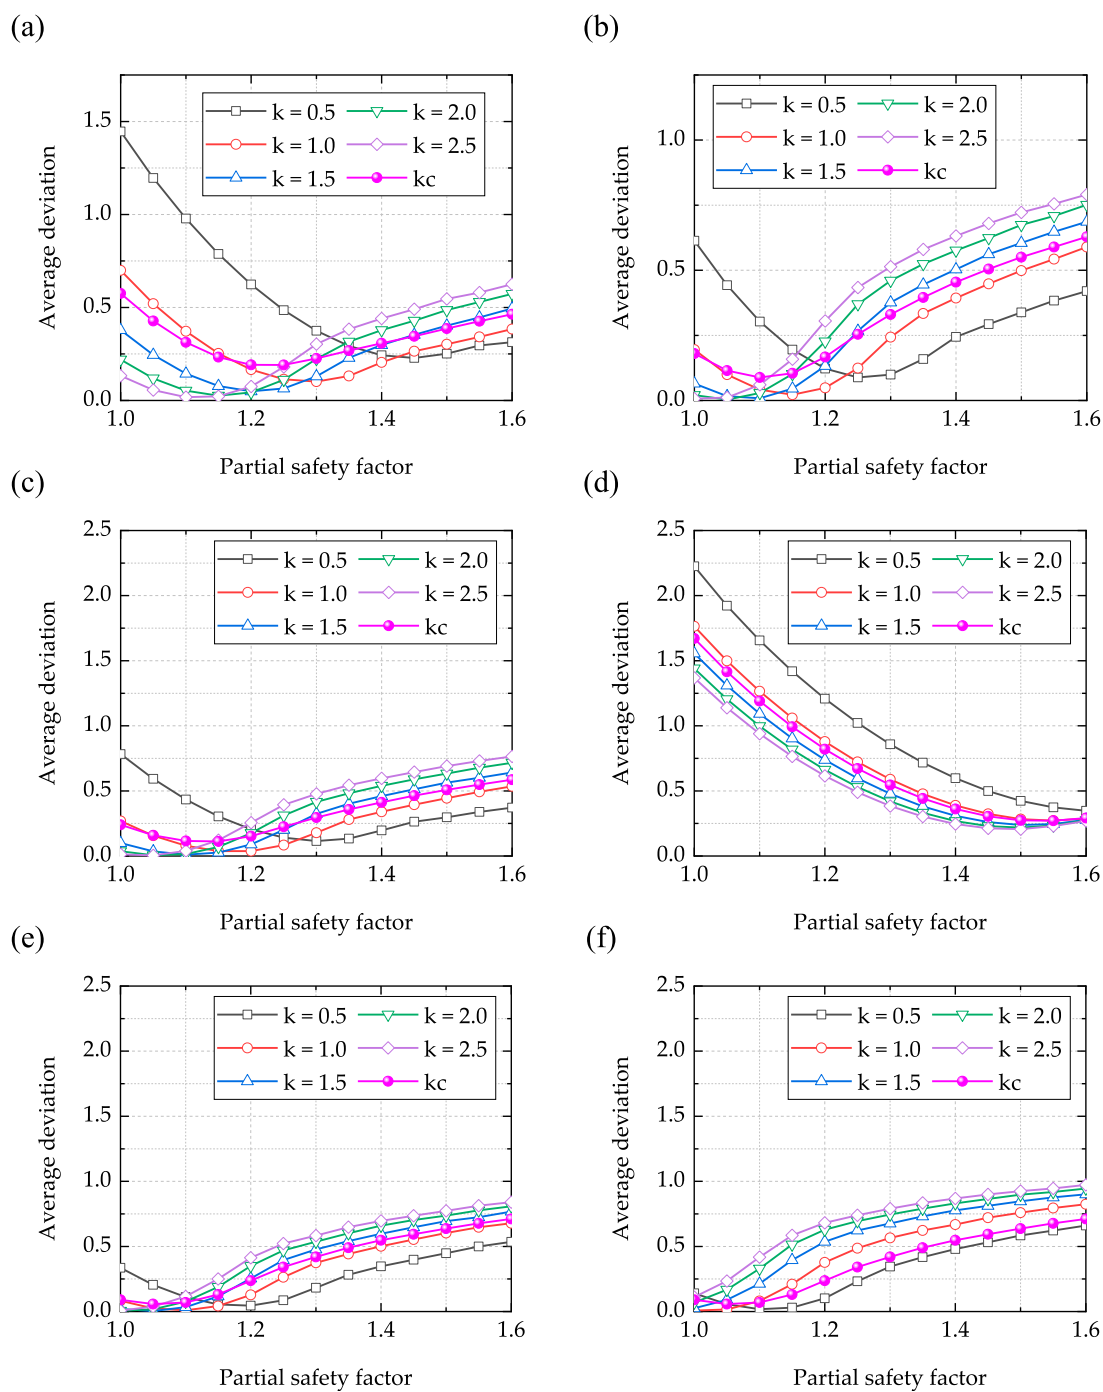 (a)
(b)
1.5
1.0
0.5
0.0
Average deviation
k = 0.5
k = 2.0
k = 1.0
k = 2.5
k = 1.5
kc
1.0
1.2
1.4
1.6
Partial safety factor
1.0
0.5
0.0
Average deviation
k = 0.5
k = 2.0
k = 1.0
k = 2.5
k = 1.5
kc
1.0
1.2
1.4
1.6
Partial safety factor
(c)
(d)
2.5
2.0
1.5
1.0
0.5
0.0
Average deviation
k = 0.5
k = 2.0
k = 1.0
k = 2.5
k = 1.5
kc
1.0
1.2
1.4
1.6
Partial safety factor
2.5
2.0
1.5
1.0
0.5
0.0
Average deviation
k = 0.5
k = 2.0
k = 1.0
k = 2.5
k = 1.5
kc
1.0
1.2
1.4
1.6
Partial safety factor
(e)
(f)
2.5
2.0
1.5
1.0
0.5
0.0
Average deviation
k = 0.5
k = 2.0
k = 1.0
k = 2.5
k = 1.5
kc
1.0
1.2
1.4
1.6
Partial safety factor
2.5
2.0
1.5
1.0
0.5
0.0
Average deviation
k = 0.5
k = 2.0
k = 1.0
k = 2.5
k = 1.5
kc
1.0
1.2
1.4
1.6
Partial safety factor